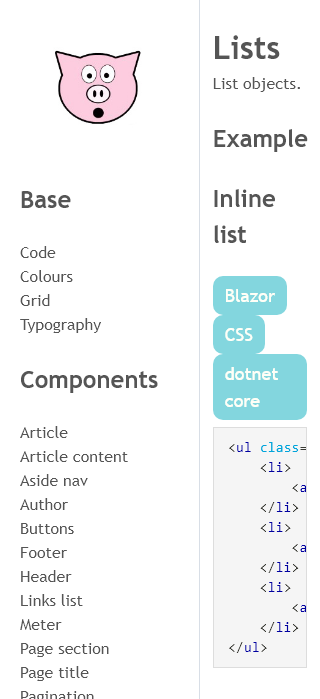 Base
Code
Colours
Grid
Typography
Components
Article
Article content
Aside nav
Author
Buttons
Footer
Header
Links list
Meter
Page section
Page title
Pagination
Lists
List objects.
Example
Inline
list
Blazor
CSS
dotnet
core
<ul class=
<li>
<a
</li>
<li>
<a
</li>
<li>
<a
</li>
</ul>